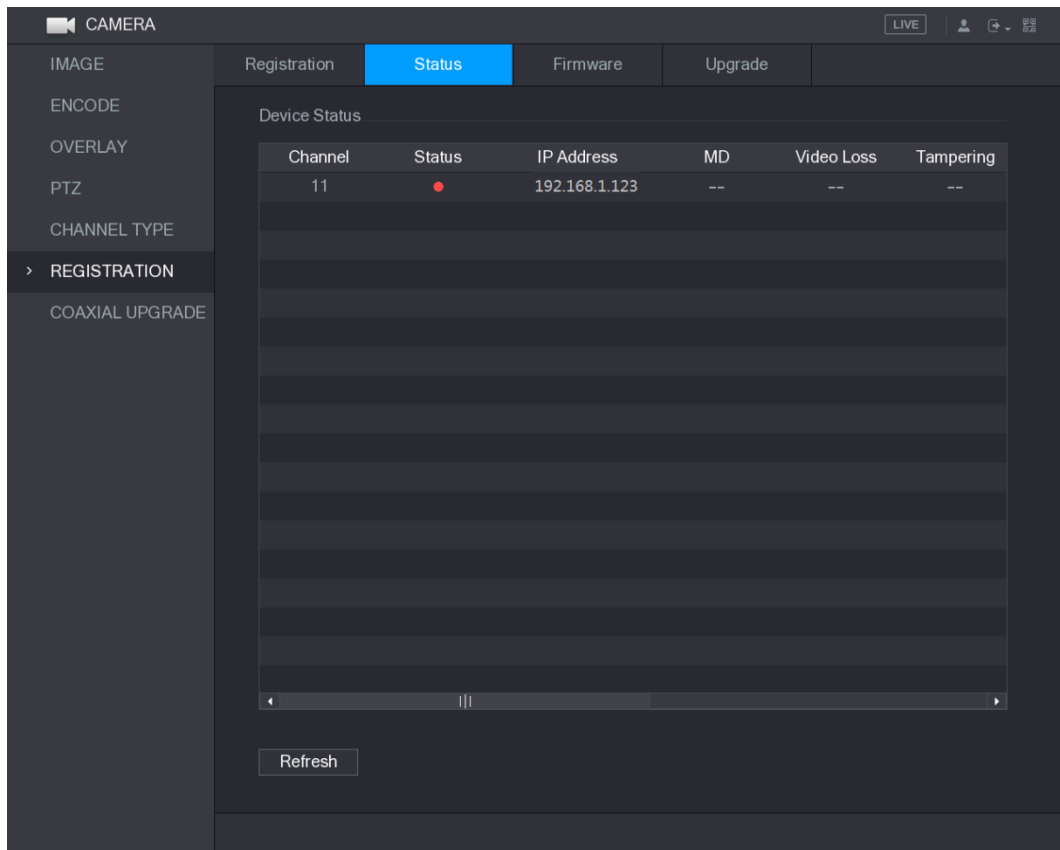 CAMERA LIVE
IMAGE
ENCODE
OVERLAY
PTZ
CHANNEL TYPE
REGISTRATION
COAXIAL UPGRADE
Registration Status Firmware Upgrade
Device Status
Channel Status IP Address MD Video Loss Tampering
11 192.168.1.123 -- -- --
Refresh